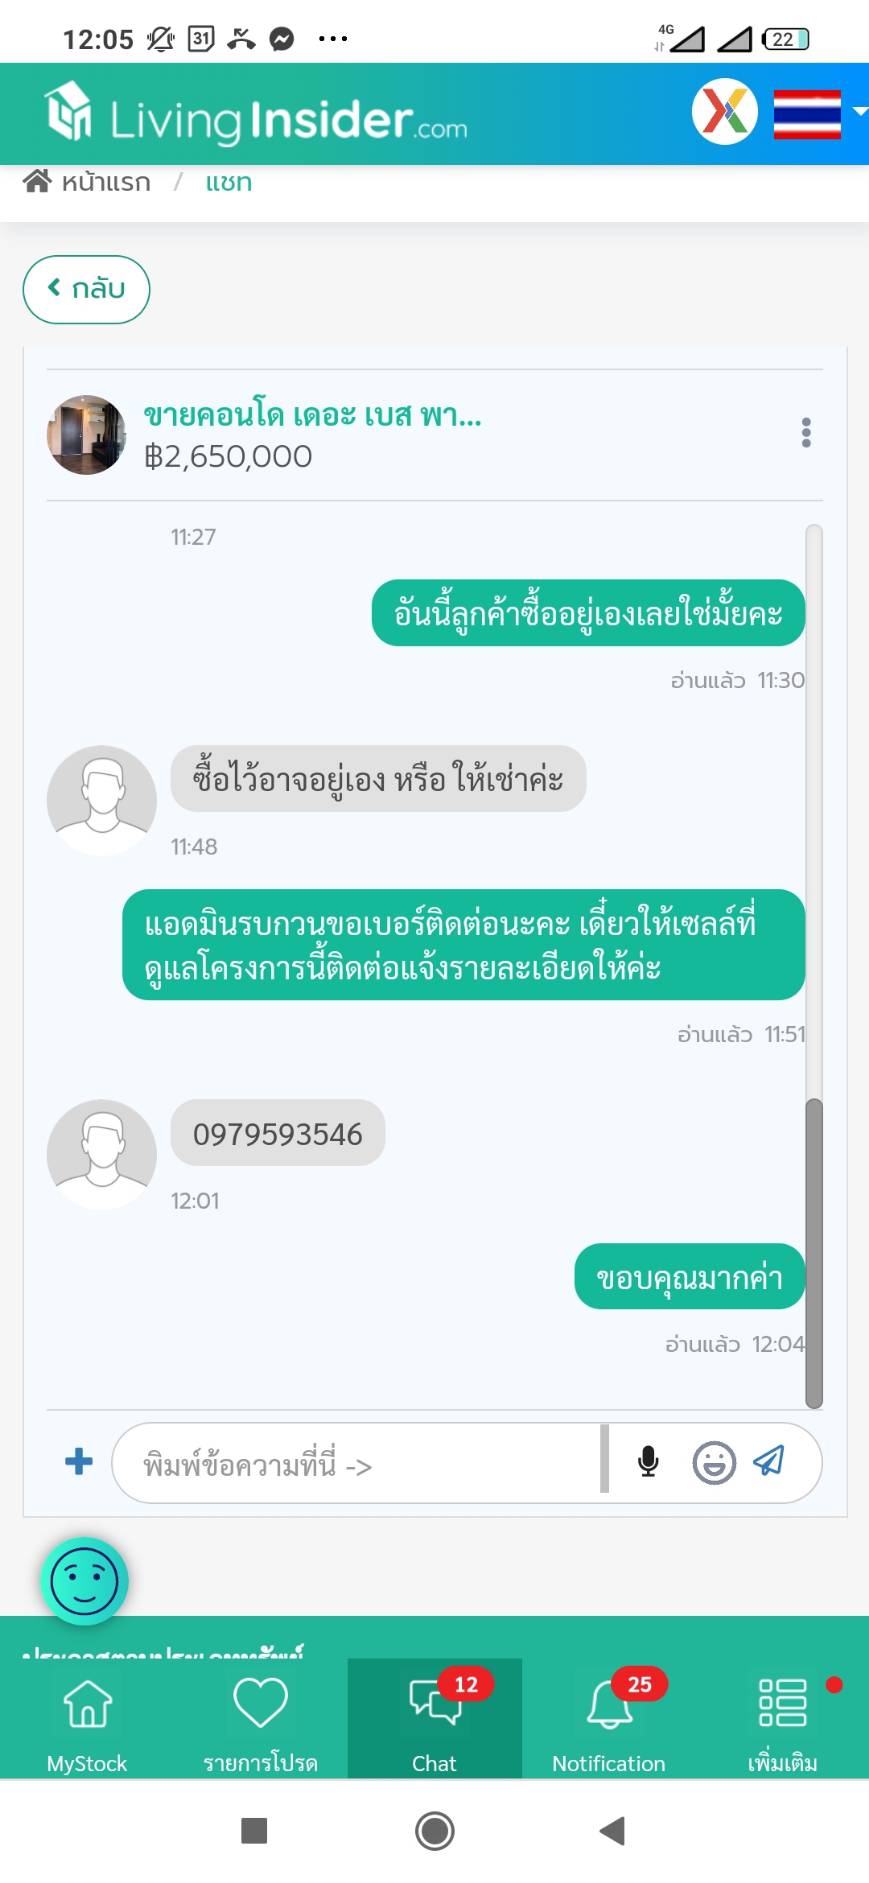 12:05
31
4G
22
LivingInsider.com
หน้าแรก / แชท
กลับ
ขายคอนโด เดอะ เบส พา...
฿2,650,000
11:27
อันนี้ลูกค้าซื้ออยู่เองเลยใช่มั้ยคะ
อ่านแล้ว 11:30
ซื้อไว้อาจอยู่เอง หรือ ให้เช่าค่ะ
11:48
แอดมินรบกวนขอเบอร์ติดต่อนะคะ เดี๋ยวให้เซลล์ที่
ดูแลโครงการนี้ติดต่อแจ้งรายละเอียดให้ค่ะ
อ่านแล้ว 11:51
0979593546
12:01
ขอบคุณมากค่า
อ่านแล้ว 12:04
พิมพ์ข้อความที่นี่ ->
12
25
MyStock
รายการโปรด
Chat
Notification
เพิ่มเติม